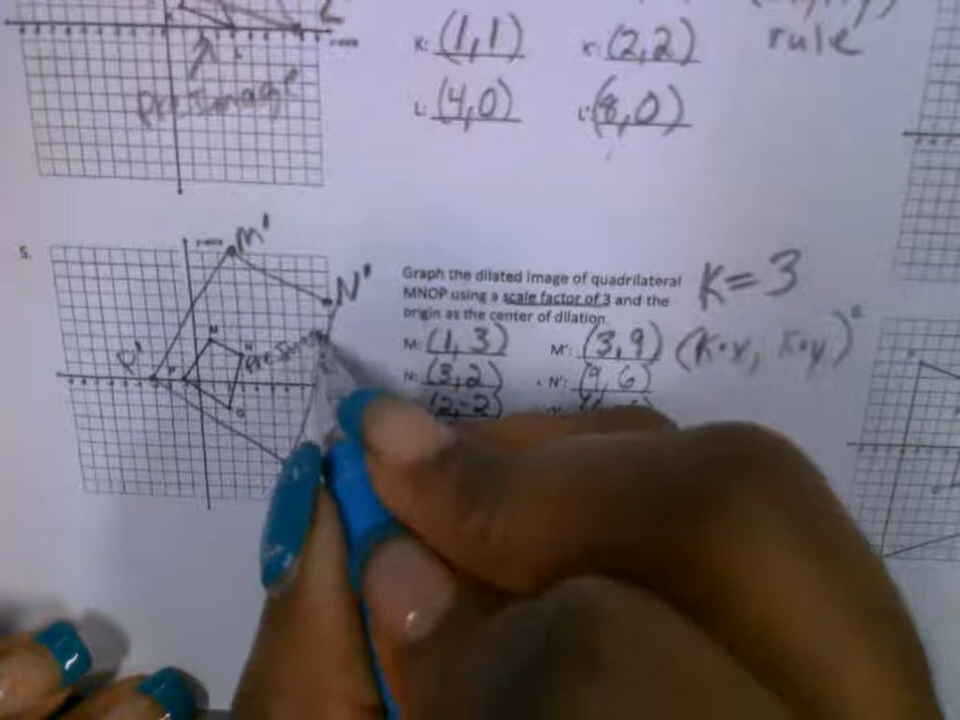 L
K: (1,1) K': (2,2)
rule
PreImage
L: (4,0) L': (8,0)
5.
M'
N'
P'
M
N
P
O
PreImage
Graph the dilated image of quadrilateral
MNOP using a scale factor of 3 and the
origin as the center of dilation.
K=3
M: (1,3) M': (3,9) (K·x, K·y)
N: (3,2) N': (9,6)
(2,-2)
6.